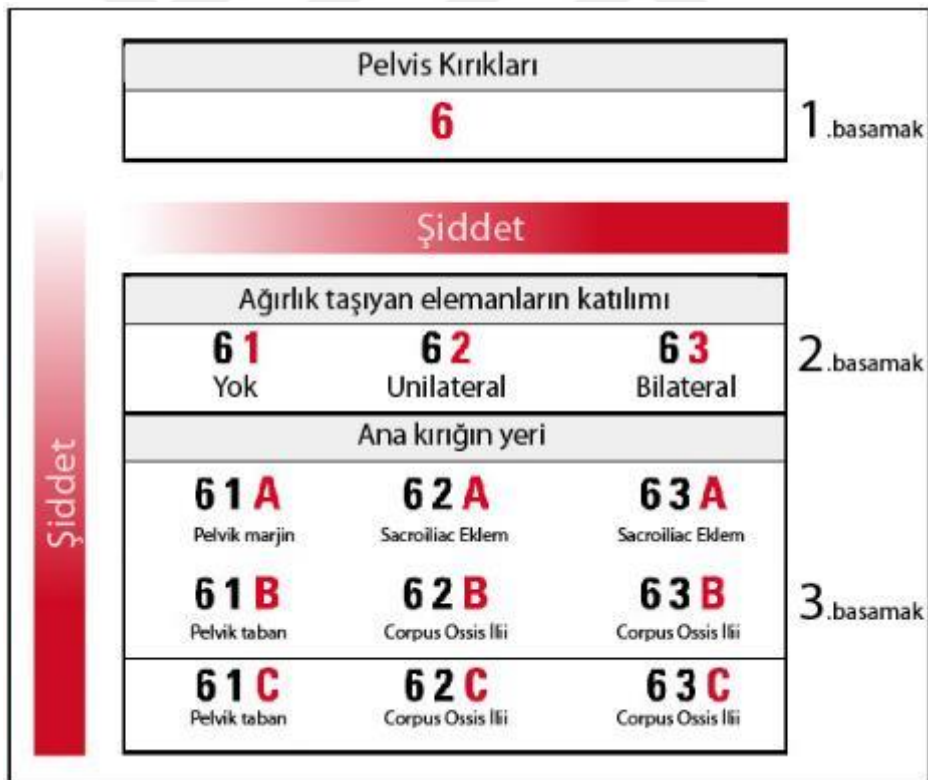 Pelvis Kırıkları
6
1.basamak
Şiddet
Şiddet
Ağırlık taşıyan elemanların katılımı
6 1 6 2 6 3
Yok Unilateral Bilateral
2.basamak
Ana kırığın yeri
6 1 A 6 2 A 6 3 A
Pelvik marjin Sacroiliac Eklem Sacroiliac Eklem
6 1 B 6 2 B 6 3 B
Pelvik taban Corpus Ossis İlii Corpus Ossis İlii
3.basamak
6 1 C 6 2 C 6 3 C
Pelvik taban Corpus Ossis İlii Corpus Ossis İlii